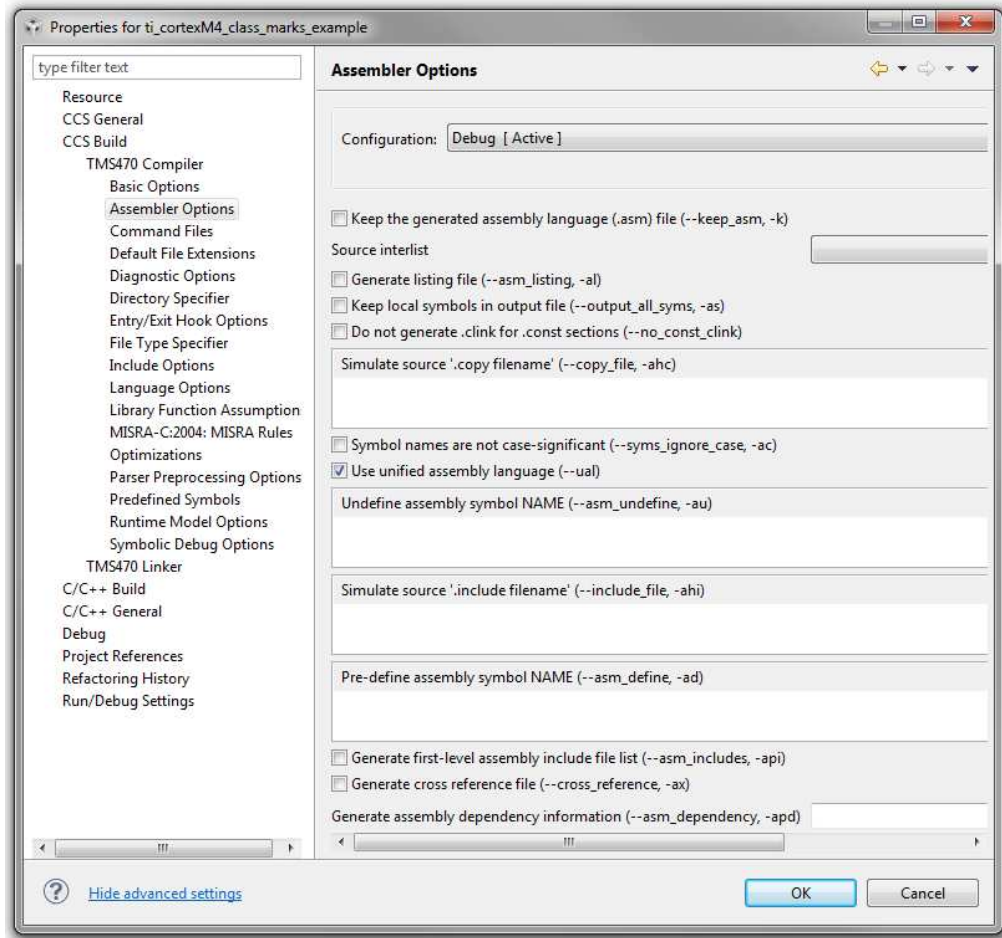 Properties for ti_cortexM4_class_marks_example
type filter text
Resource
CCS General
CCS Build
TMS470 Compiler
Basic Options
Assembler Options
Command Files
Default File Extensions
Diagnostic Options
Directory Specifier
Entry/Exit Hook Options
File Type Specifier
Include Options
Language Options
Library Function Assumption
MISRA-C:2004: MISRA Rules
Optimizations
Parser Preprocessing Options
Predefined Symbols
Runtime Model Options
Symbolic Debug Options
TMS470 Linker
C/C++ Build
C/C++ General
Debug
Project References
Refactoring History
Run/Debug Settings
Assembler Options
Configuration: Debug [ Active ]
Keep the generated assembly language (.asm) file (--keep_asm, -k)
Source interlist
Generate listing file (--asm_listing, -al)
Keep local symbols in output file (--output_all_syms, -as)
Do not generate .clink for .const sections (--no_const_clink)
Simulate source '.copy filename' (--copy_file, -ahc)
Symbol names are not case-significant (--syms_ignore_case, -ac)
Use unified assembly language (--ual)
Undefine assembly symbol NAME (--asm_undefine, -au)
Simulate source '.include filename' (--include_file, -ahi)
Pre-define assembly symbol NAME (--asm_define, -ad)
Generate first-level assembly include file list (--asm_includes, -api)
Generate cross reference file (--cross_reference, -ax)
Generate assembly dependency information (--asm_dependency, -apd)
Hide advanced settings
OK
Cancel